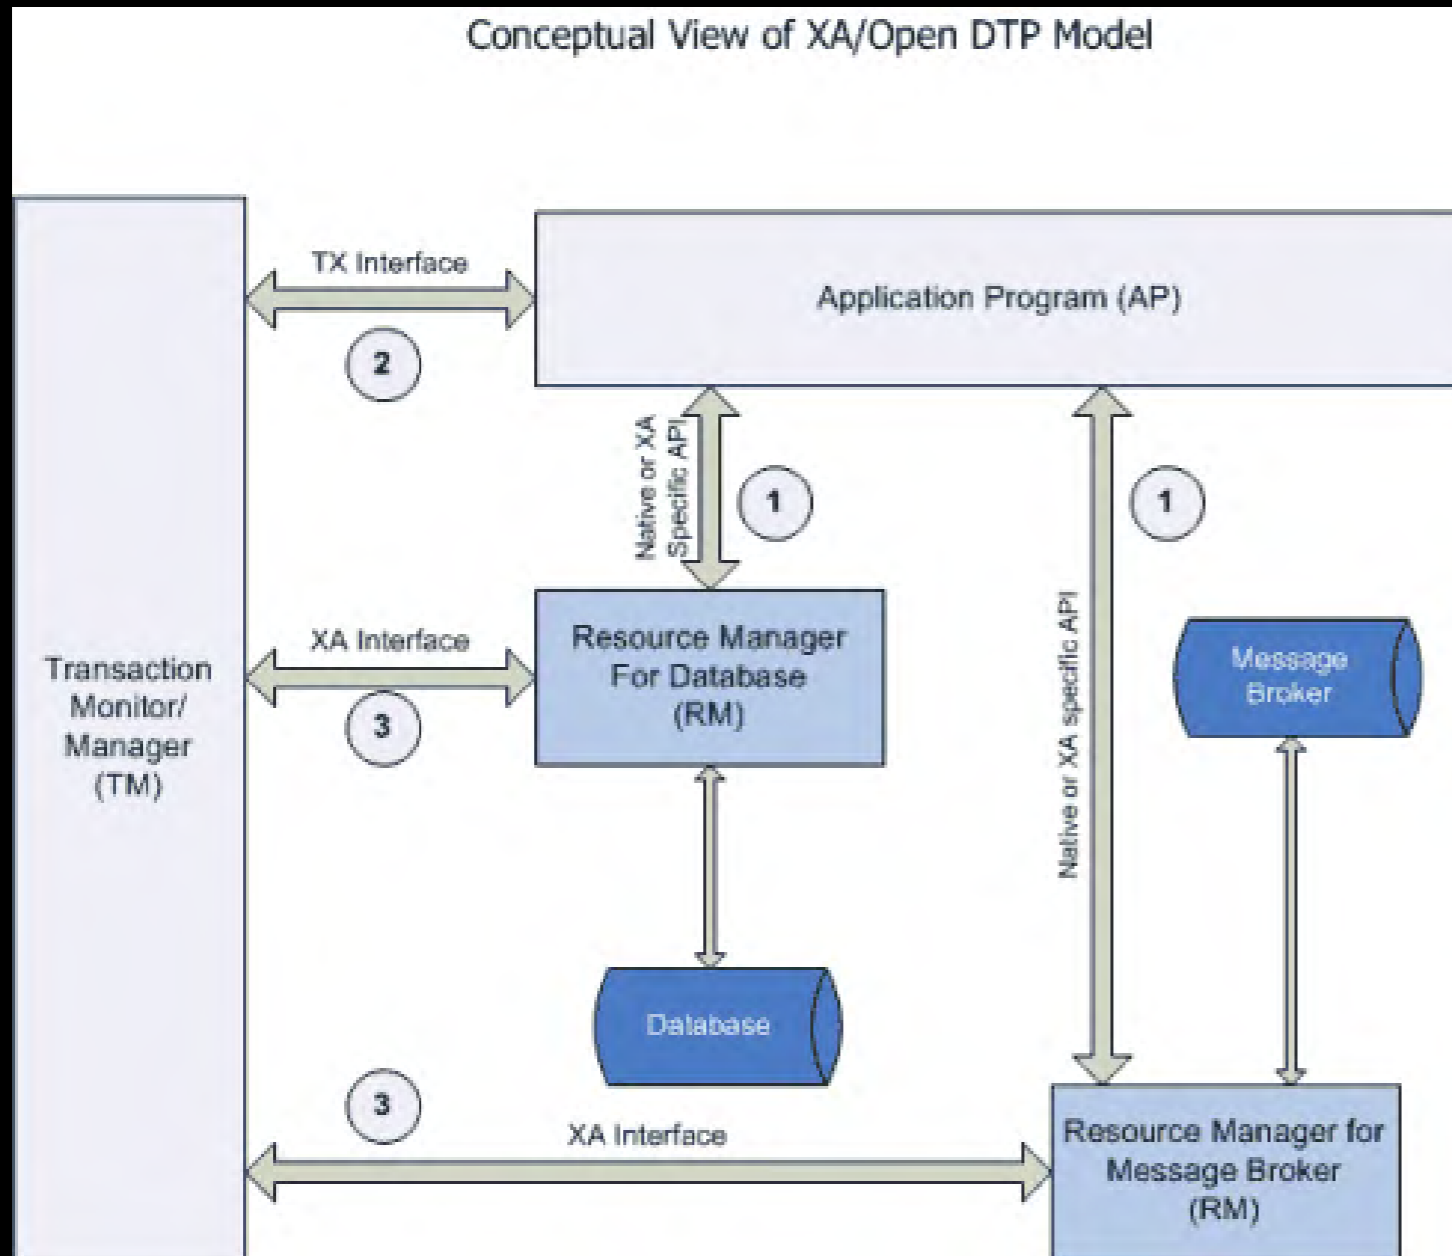 Conceptual View of XA/Open DTP Model
TX Interface
2
Application Program (AP)
Native or XA
Specific API
1
1
XA Interface
3
Resource Manager
For Database
(RM)
Transaction
Monitor/
Manager
(TM)
Native or XA specific API
Message
Broker
Database
3
XA Interface
Resource Manager for
Message Broker
(RM)